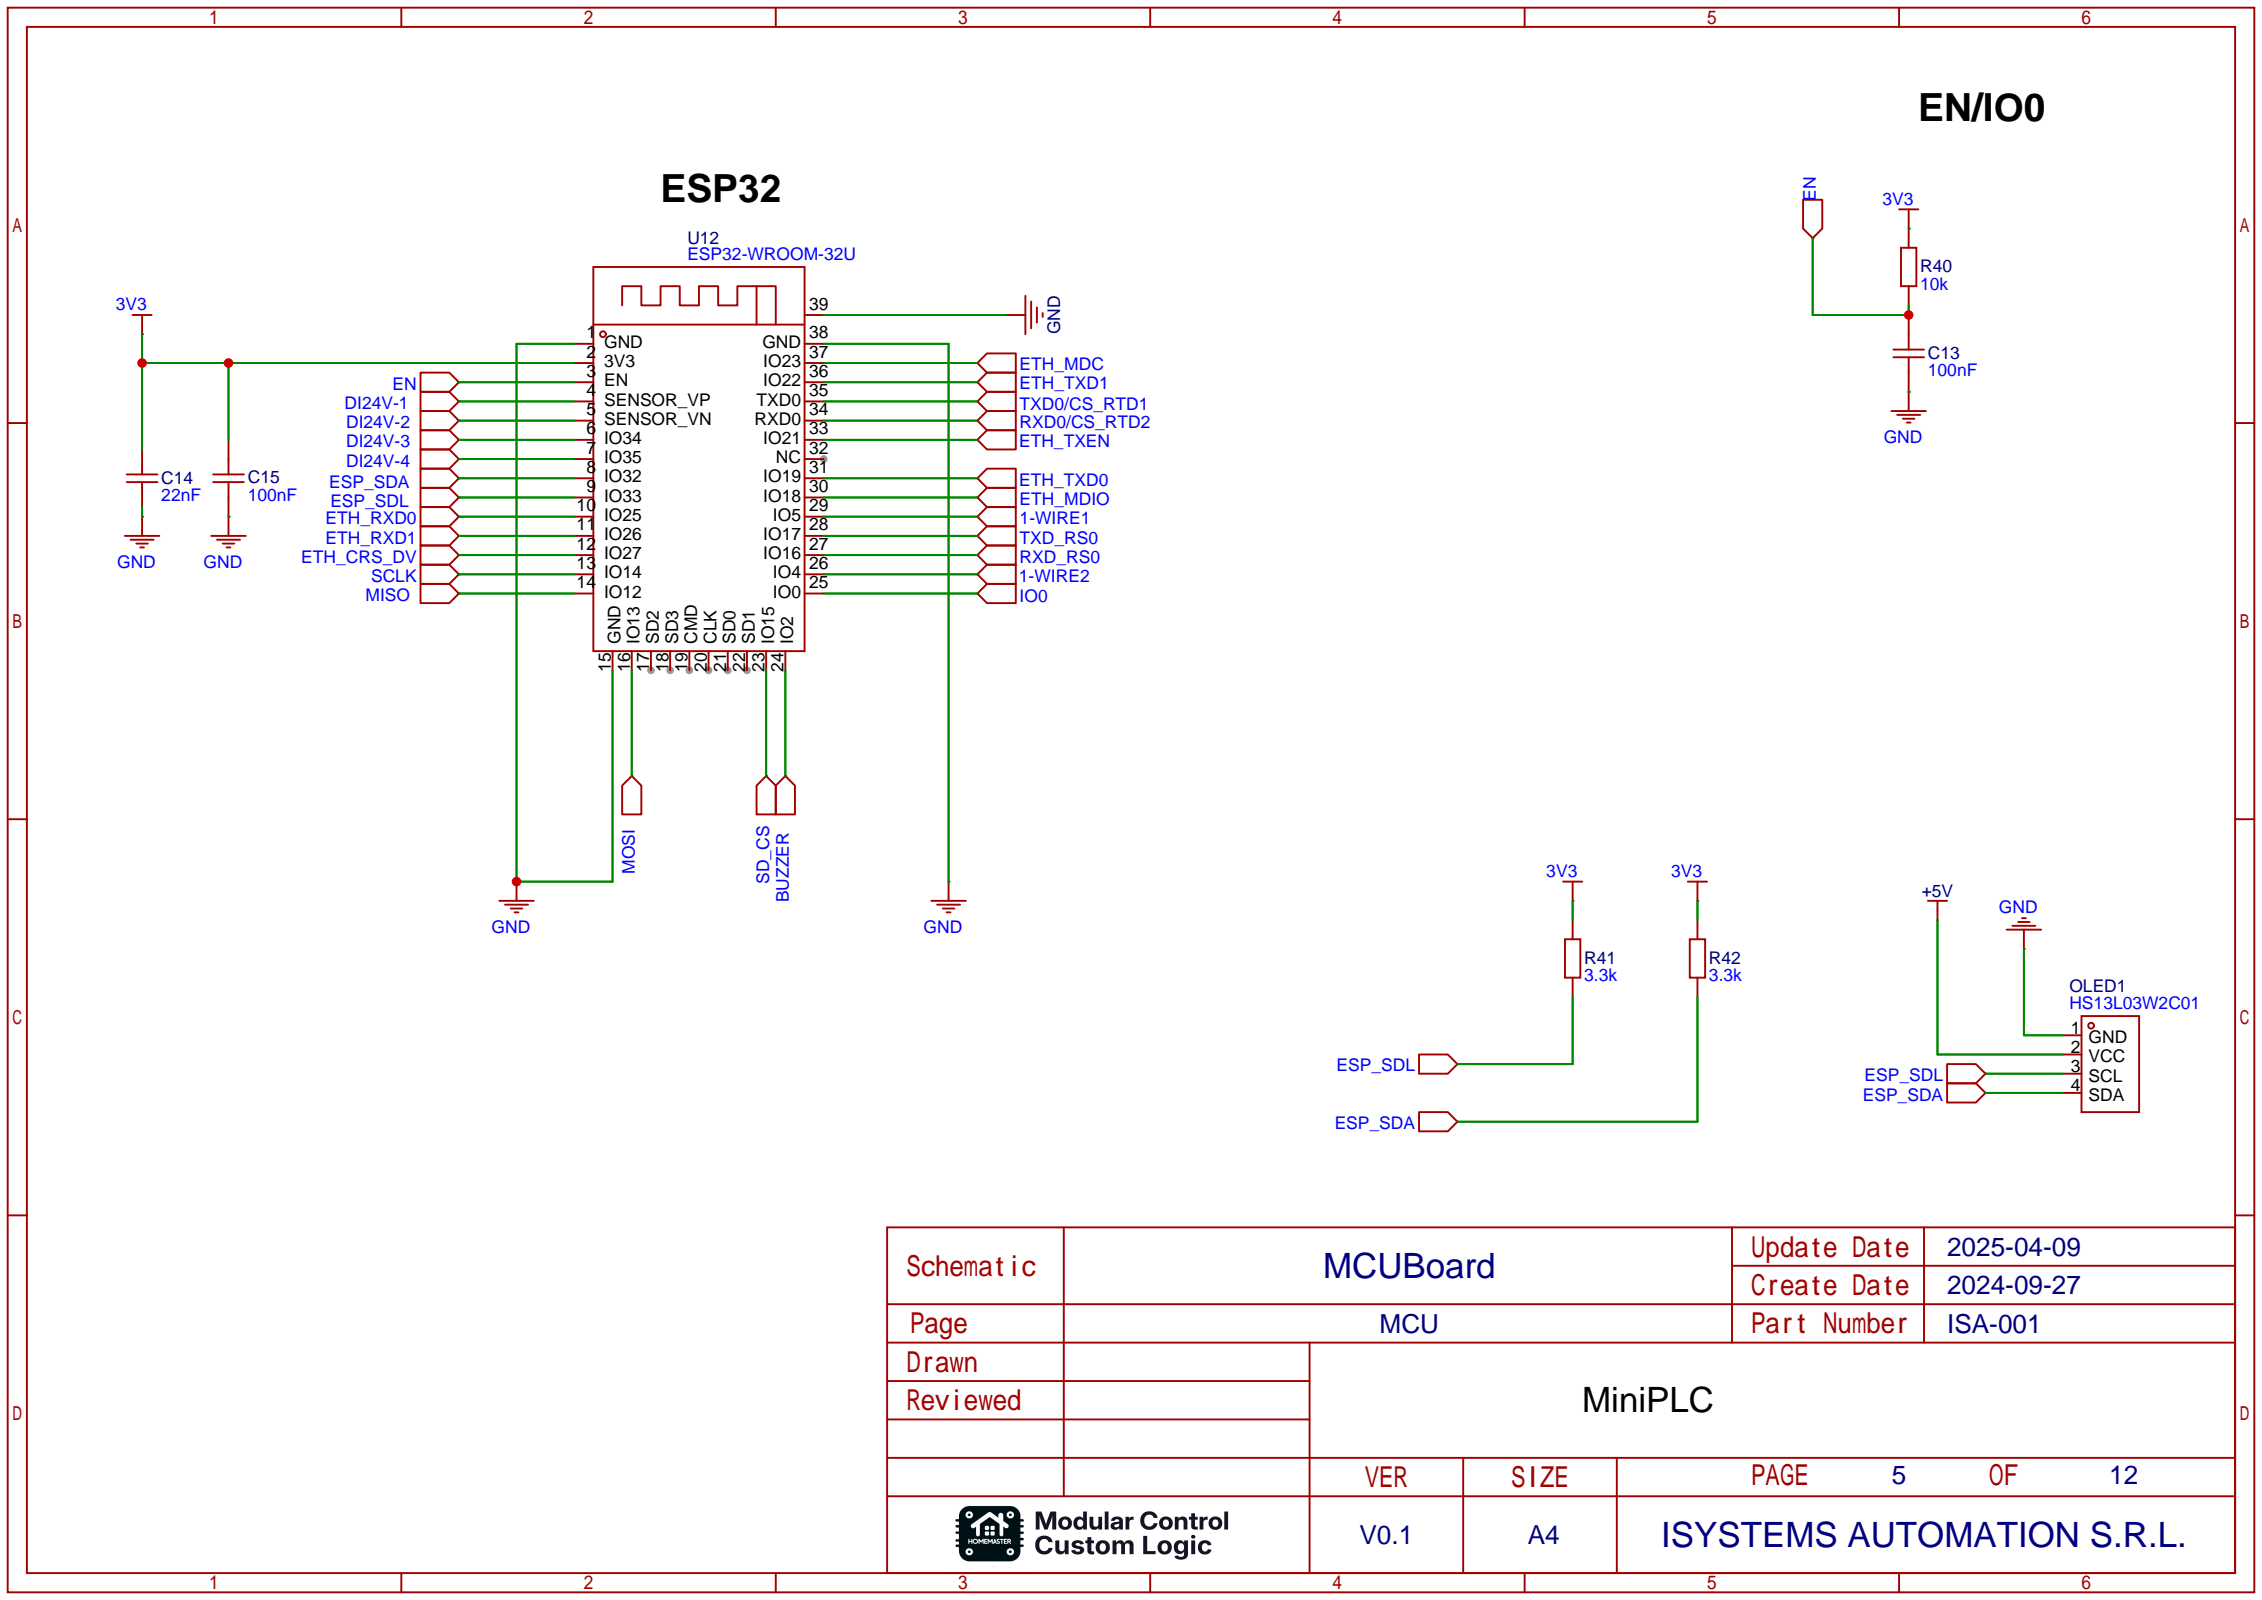 1 2 3 4 5 6
EN/IO0
ESP32
U12
ESP32-WROOM-32U
A
A
B
B
C
C
D
D
3V3
C14
22nF
GND
C15
100nF
GND
EN
DI24V-1
DI24V-2
DI24V-3
DI24V-4
ESP_SDA
ESP_SDL
ETH_RXD0
ETH_RXD1
ETH_CRS_DV
SCLK
MISO
1 GND
2 3V3
3 EN
4 SENSOR_VP
5 SENSOR_VN
6 IO34
7 IO35
8 IO32
9 IO33
10 IO25
11 IO26
12 IO27
13 IO14
14 IO12
39
GND 38
IO23 37
IO22 36
TXD0 35
RXD0 34
IO21 33
NC 32
IO19 31
IO18 30
IO5 29
IO17 28
IO16 27
IO4 26
IO0 25
GND
ETH_MDC
ETH_TXD1
TXD0/CS_RTD1
RXD0/CS_RTD2
ETH_TXEN
ETH_TXD0
ETH_MDIO
1-WIRE1
TXD_RS0
RXD_RS0
1-WIRE2
IO0
GND IO13 SD2 SD3 CMD CLK SD0 SD1 IO15 IO2
15 16 17 18 19 20 21 22 23 24
MOSI
SD_CS
BUZZER
GND
GND
EN
3V3
R40
10k
C13
100nF
GND
3V3
R41
3.3k
3V3
R42
3.3k
ESP_SDL
ESP_SDA
+5V
GND
OLED1
HS13L03W2C01
1 GND
2 VCC
3 SCL
4 SDA
ESP_SDL
ESP_SDA
Schematic MCUBoard Update Date 2025-04-09
Create Date 2024-09-27
Page MCU Part Number ISA-001
Drawn
Reviewed
MiniPLC
VER SIZE PAGE 5 OF 12
HOMEMASTER
Modular Control
Custom Logic
V0.1 A4 ISYSTEMS AUTOMATION S.R.L.
1 2 3 4 5 6